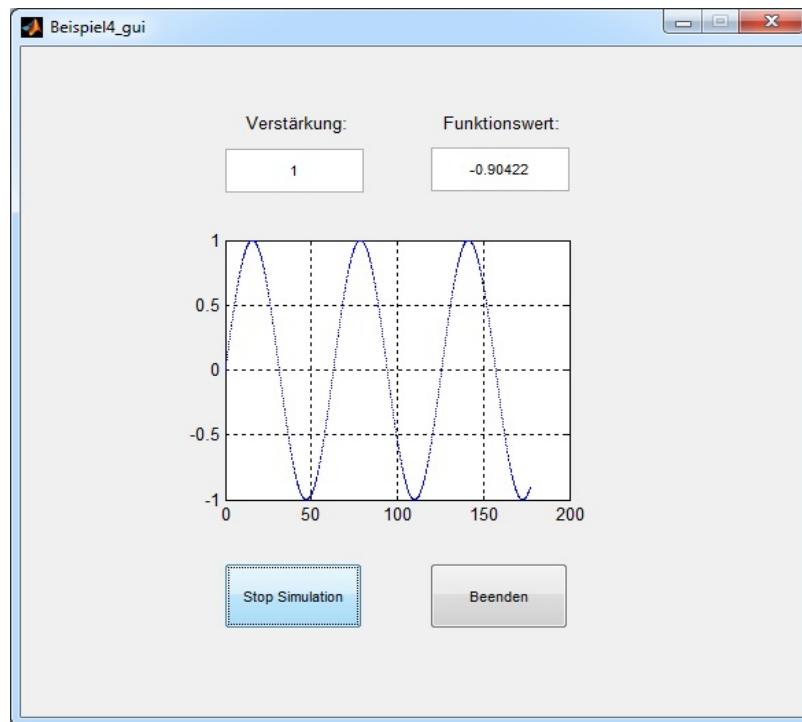 Beispiel4_gui
Verstärkung:
Funktionswert:
1
-0.90422
1
0.5
0
-0.5
-1
0
50
100
150
200
Stop Simulation
Beenden